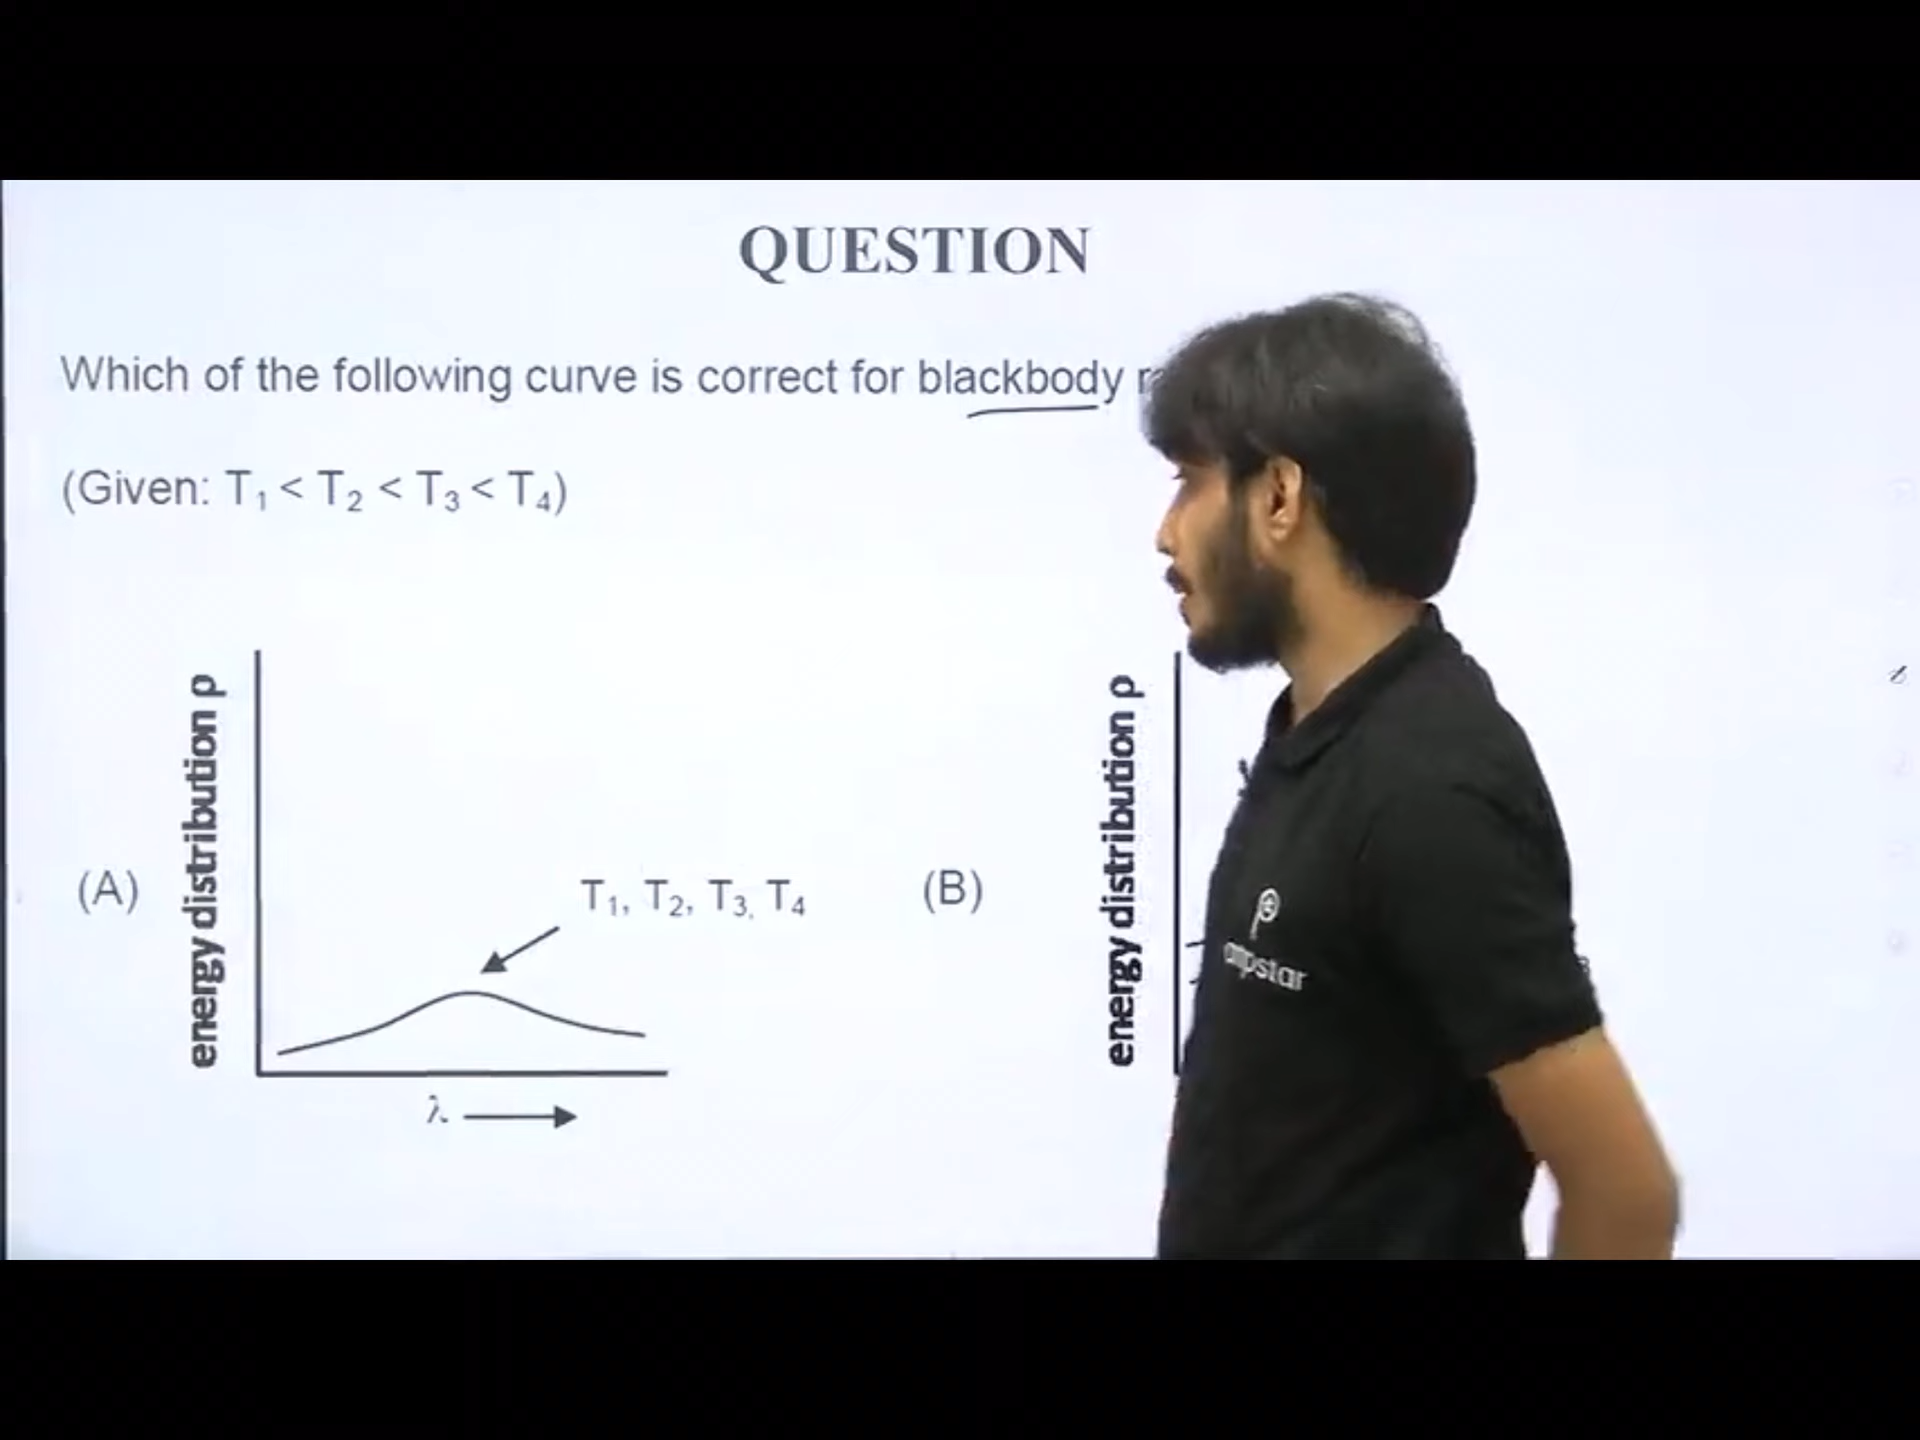 QUESTION
Which of the following curve is correct for blackbody
(Given: T₁ < T₂ < T₃ < T₄)
(A)
energy distribution ρ
T₁, T₂, T₃, T₄
λ
(B)
energy distribution ρ
ampstar